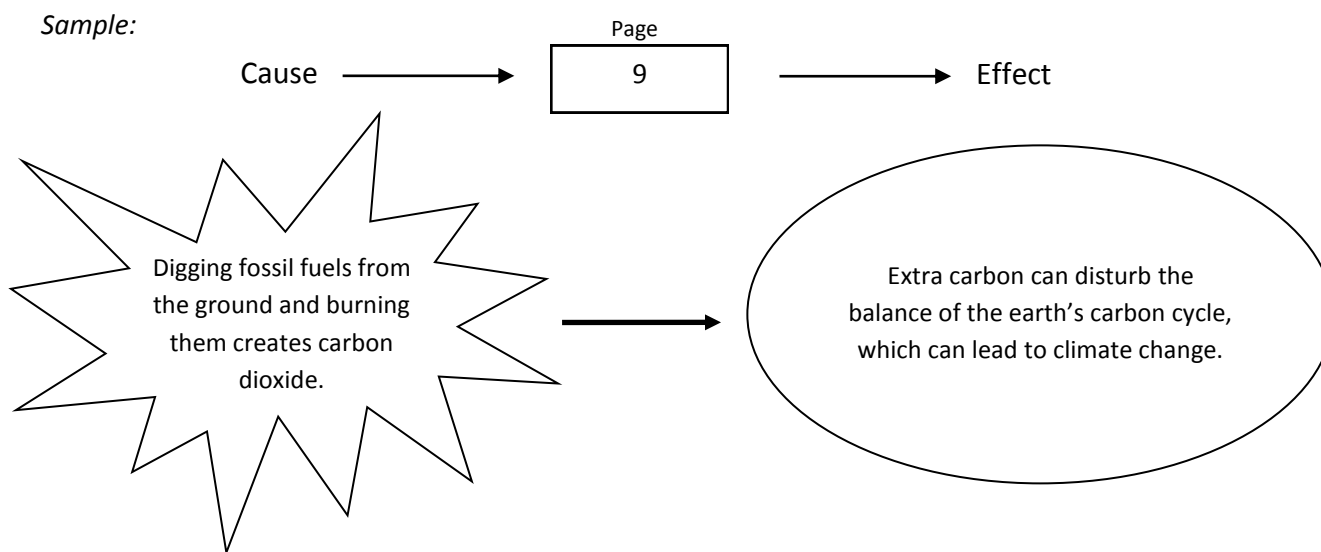 Sample:
Page
Cause
9
Effect
Digging fossil fuels from
the ground and burning
them creates carbon
dioxide.
Extra carbon can disturb the
balance of the earth’s carbon cycle,
which can lead to climate change.